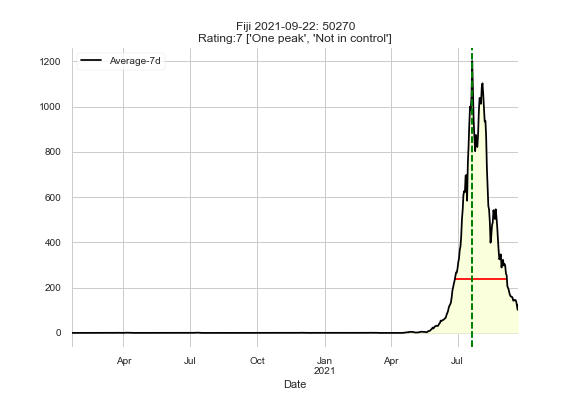 Fiji 2021-09-22: 50270
Rating:7 ['One peak', 'Not in control']
Average-7d
1200
1000
800
600
400
200
0
Apr
Jul
Oct
Jan
2021
Apr
Jul
Date